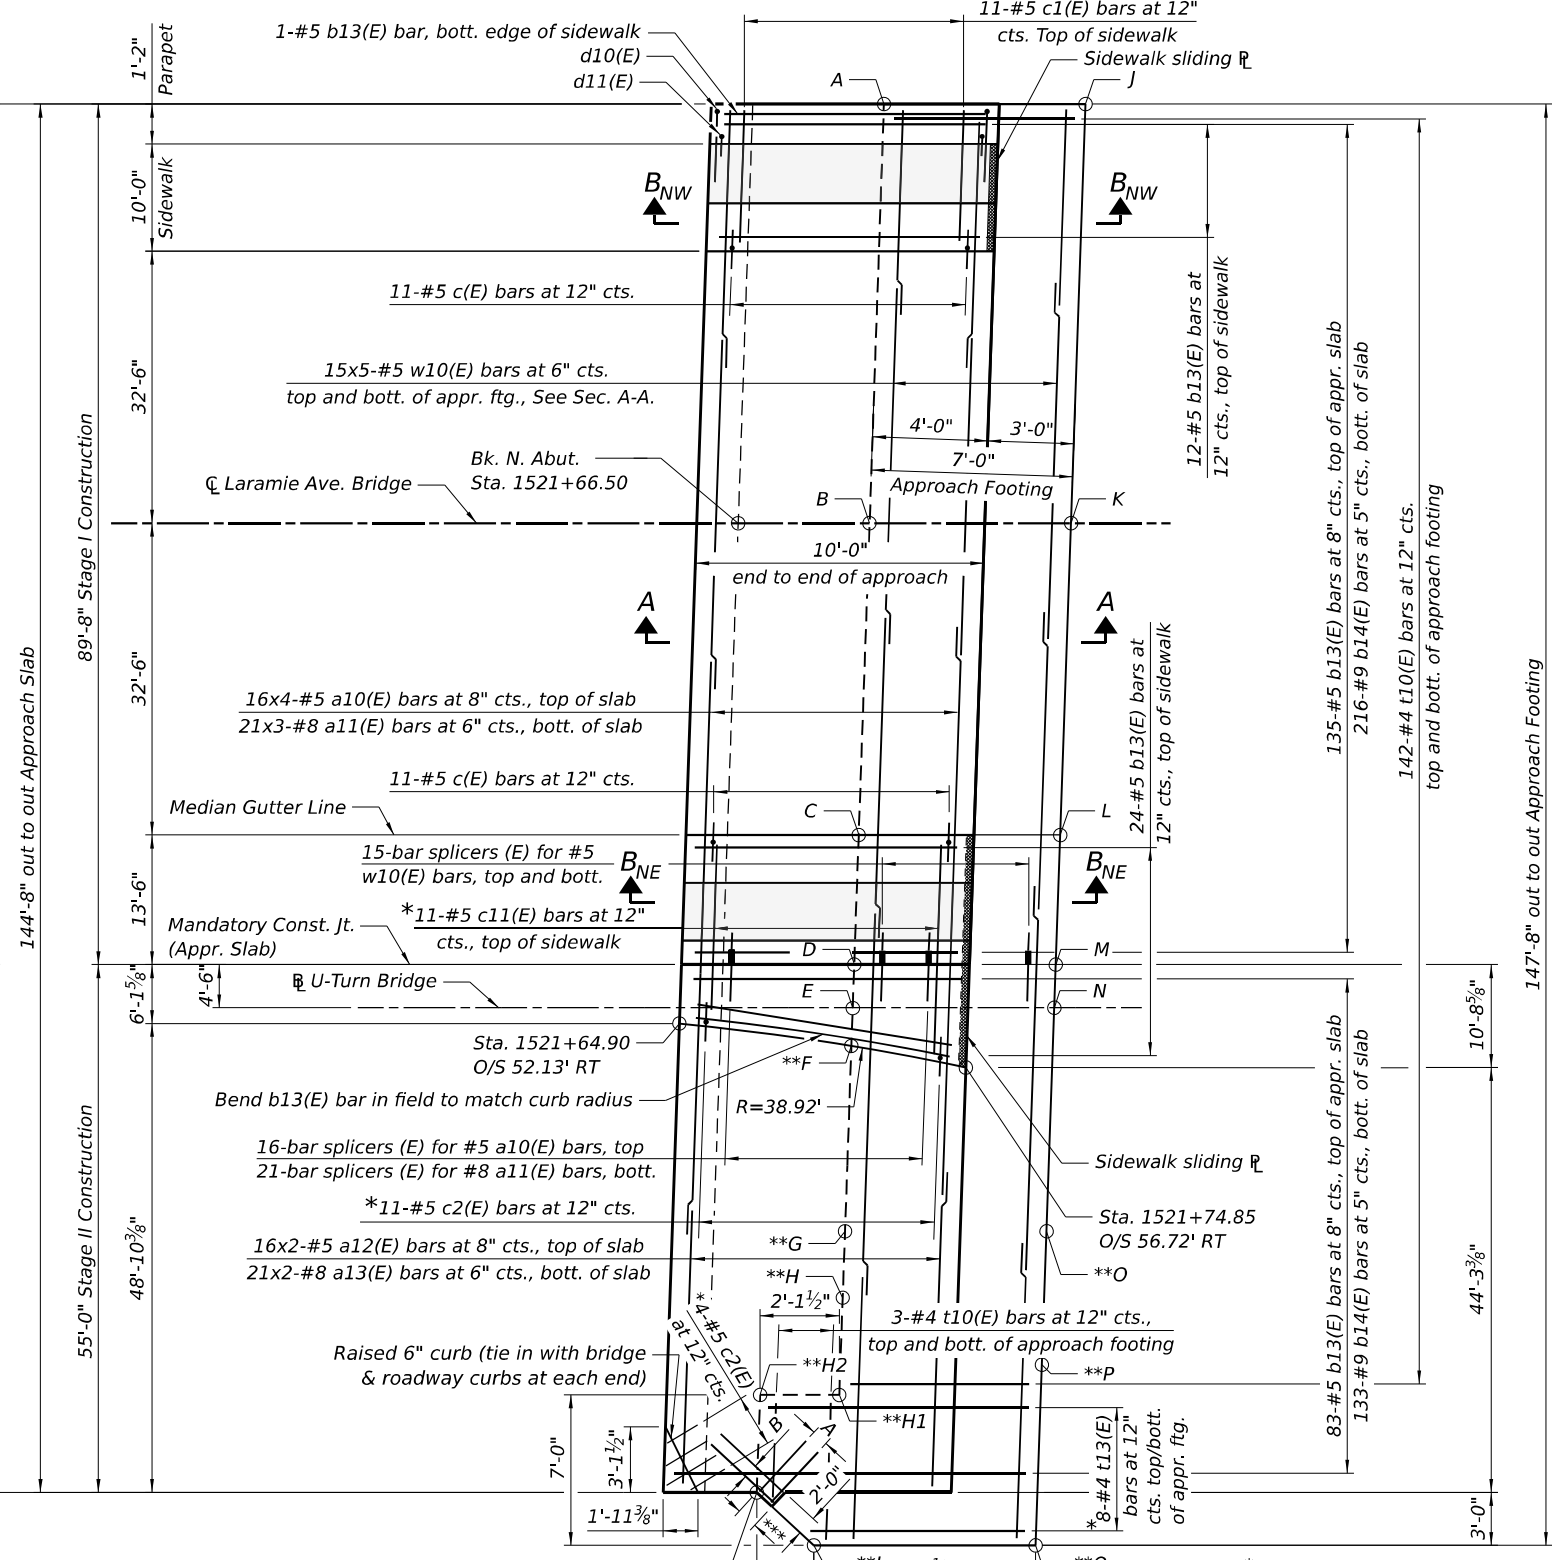 11-#5 c1(E) bars at 12"
cts. Top of sidewalk
1-#5 b13(E) bar, bott. edge of sidewalk
d10(E)
d11(E)
A
Sidewalk sliding ⅊
J
1'-2"
Parapet
10'-0"
Sidewalk
B NW
B NW
11-#5 c(E) bars at 12" cts.
12-#5 b13(E) bars at
12" cts., top of sidewalk
15x5-#5 w10(E) bars at 6" cts.
top and bott. of appr. ftg., See Sec. A-A.
32'-6"
4'-0"
3'-0"
7'-0"
Approach Footing
Bk. N. Abut.
Sta. 1521+66.50
℄ Laramie Ave. Bridge
B
K
10'-0"
end to end of approach
89'-8" Stage I Construction
144'-8" out to out Approach Slab
135-#5 b13(E) bars at 8" cts., top of appr. slab
216-#9 b14(E) bars at 5" cts., bott. of slab
142-#4 t10(E) bars at 12" cts.
top and bott. of approach footing
147'-8" out to out Approach Footing
A
A
32'-6"
16x4-#5 a10(E) bars at 8" cts., top of slab
21x3-#8 a11(E) bars at 6" cts., bott. of slab
24-#5 b13(E) bars at
12" cts., top of sidewalk
11-#5 c(E) bars at 12" cts.
Median Gutter Line
C
L
15-bar splicers (E) for #5
w10(E) bars, top and bott.
B NE
B NE
13'-6"
*11-#5 c11(E) bars at 12"
cts., top of sidewalk
Mandatory Const. Jt.
(Appr. Slab)
D
M
4'-6"
6'-1⅝"
B̲L̲ U-Turn Bridge
E
N
10'-8⅝"
Sta. 1521+64.90
O/S 52.13' RT
**F
Bend b13(E) bar in field to match curb radius
R=38.92'
16-bar splicers (E) for #5 a10(E) bars, top
21-bar splicers (E) for #8 a11(E) bars, bott.
Sidewalk sliding ⅊
*11-#5 c2(E) bars at 12" cts.
Sta. 1521+74.85
O/S 56.72' RT
55'-0" Stage II Construction
48'-10⅜"
**G
16x2-#5 a12(E) bars at 8" cts., top of slab
21x2-#8 a13(E) bars at 6" cts., bott. of slab
**O
**H
2'-1½"
44'-3⅜"
83-#5 b13(E) bars at 8" cts., top of appr. slab
133-#9 b14(E) bars at 5" cts., bott. of slab
*4-#5 c2(E)
at 12" cts.
3-#4 t10(E) bars at 12" cts.,
top and bott. of approach footing
Raised 6" curb (tie in with bridge
& roadway curbs at each end)
**H2
**P
**H1
B
A
7'-0"
3'-1½"
2'-0"
*8-#4 t13(E)
bars at 12"
cts. top/bott.
of appr. ftg.
1'-11⅜"
***
3'-0"